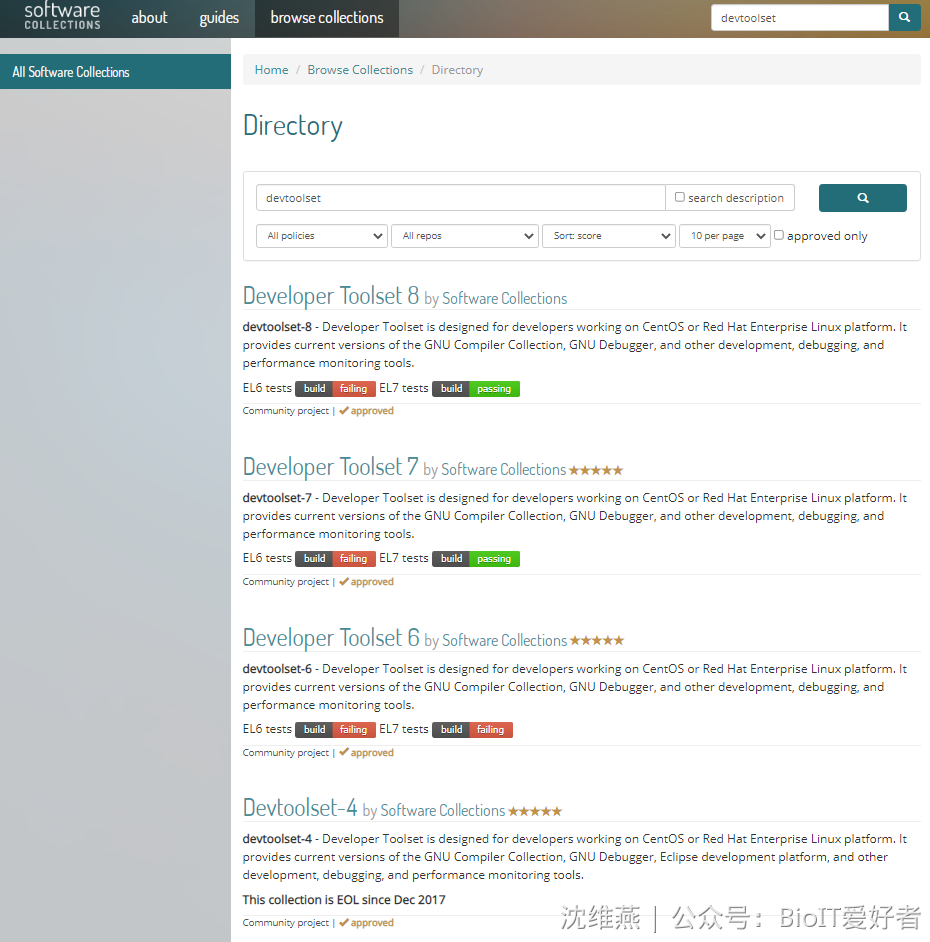 software
COLLECTIONS
about
guides
browse collections
devtoolset
All Software Collections
Home / Browse Collections / Directory
Directory
devtoolset
search description
All policies
All repos
Sort: score
10 per page
approved only
Developer Toolset 8 by Software Collections
devtoolset-8 - Developer Toolset is designed for developers working on CentOS or Red Hat Enterprise Linux platform. It
provides current versions of the GNU Compiler Collection, GNU Debugger, and other development, debugging, and
performance monitoring tools.
EL6 tests build failing EL7 tests build passing
Community project | ✔ approved
Developer Toolset 7 by Software Collections ★★★★★
devtoolset-7 - Developer Toolset is designed for developers working on CentOS or Red Hat Enterprise Linux platform. It
provides current versions of the GNU Compiler Collection, GNU Debugger, and other development, debugging, and
performance monitoring tools.
EL6 tests build failing EL7 tests build passing
Community project | ✔ approved
Developer Toolset 6 by Software Collections ★★★★★
devtoolset-6 - Developer Toolset is designed for developers working on CentOS or Red Hat Enterprise Linux platform. It
provides current versions of the GNU Compiler Collection, GNU Debugger, and other development, debugging, and
performance monitoring tools.
EL6 tests build failing EL7 tests build failing
Community project | ✔ approved
Devtoolset-4 by Software Collections ★★★★★
devtoolset-4 - Developer Toolset is designed for developers working on CentOS or Red Hat Enterprise Linux platform. It
provides current versions of the GNU Compiler Collection, GNU Debugger, Eclipse development platform, and other
development, debugging, and performance monitoring tools.
This collection is EOL since Dec 2017
Community project | ✔ approved
沈维燕 | 公众号：BioIT爱好者